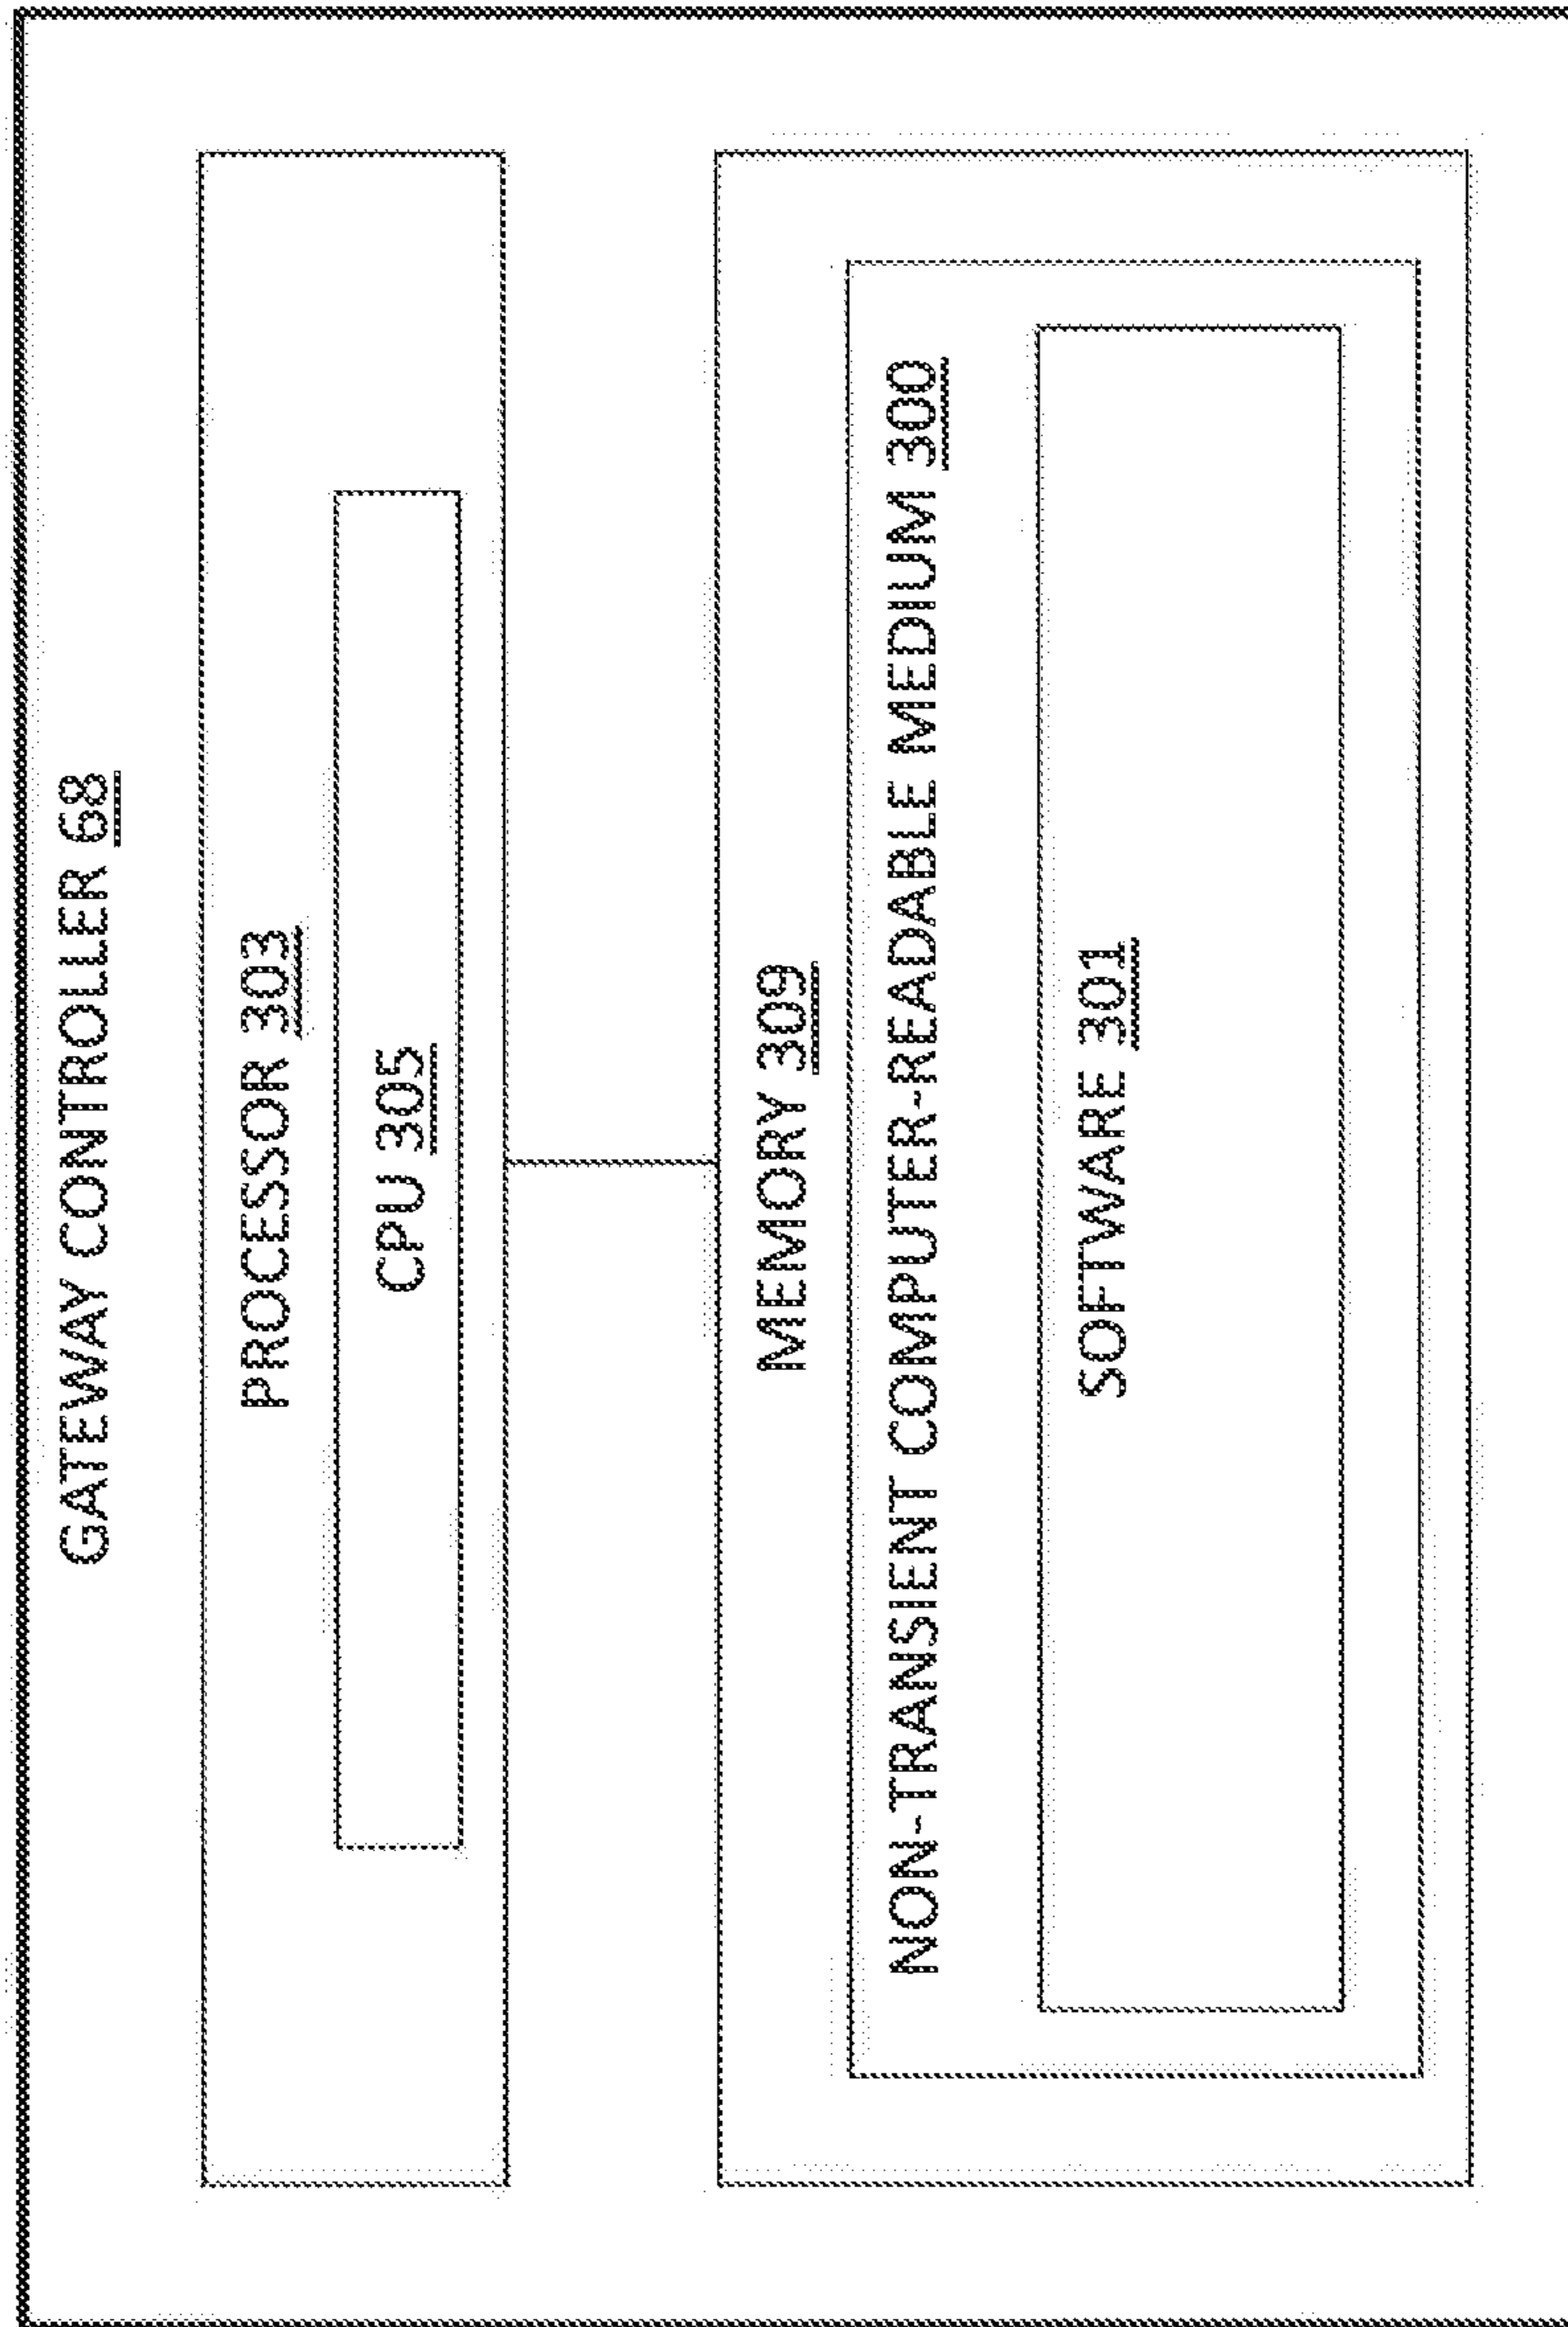 GATEWAY CONTROLLER 68
PROCESSOR 303
CPU 305
MEMORY 309
NON-TRANSIENT COMPUTER-READABLE MEDIUM 300
SOFTWARE 301